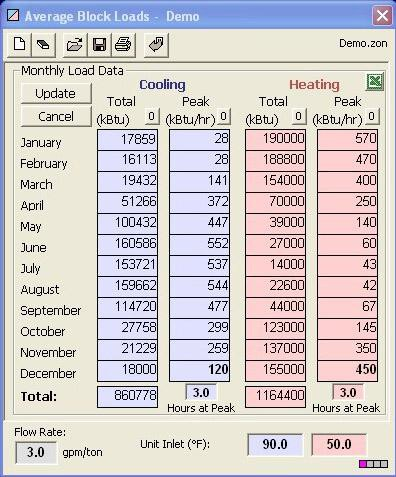 Average Block Loads - Demo
Demo.zon
Monthly Load Data
Update
Cooling
Heating
Cancel
Total (kBtu) 0
Peak (kBtu/hr) 0
Total (kBtu) 0
Peak (kBtu/hr) 0
January 17859 28 190000 570
February 16113 28 188800 470
March 19432 141 154000 400
April 51266 372 70000 250
May 100432 447 39000 140
June 160586 552 27000 60
July 153721 537 14000 43
August 159662 544 22600 42
September 114720 477 44000 67
October 27758 299 123000 145
November 21229 259 137000 350
December 18000 120 155000 450
Total: 860778 3.0 1164400 3.0
Hours at Peak Hours at Peak
Flow Rate:
3.0 gpm/ton Unit Inlet (°F): 90.0 50.0